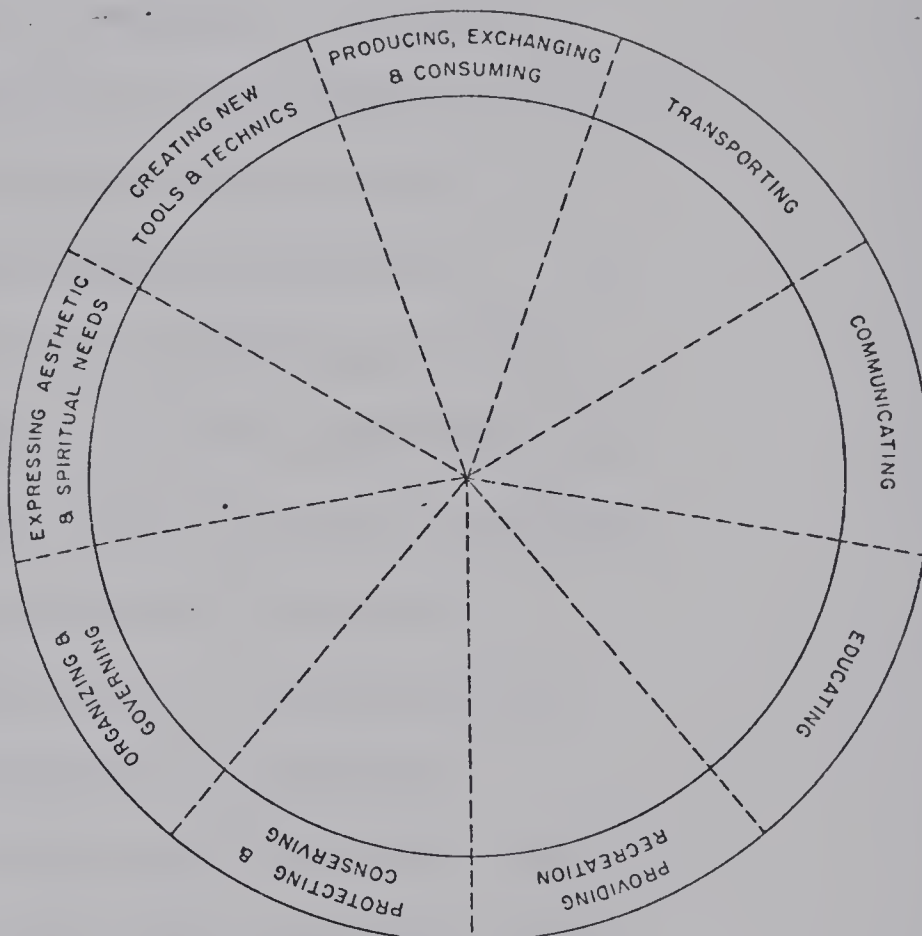 PRODUCING, EXCHANGING
& CONSUMING
TRANSPORTING
COMMUNICATING
EDUCATING
PROVIDING
RECREATION
PROTECTING &
CONSERVING
ORGANIZING &
GOVERNING
EXPRESSING AESTHETIC
& SPIRITUAL NEEDS
CREATING NEW
TOOLS & TECHNICS